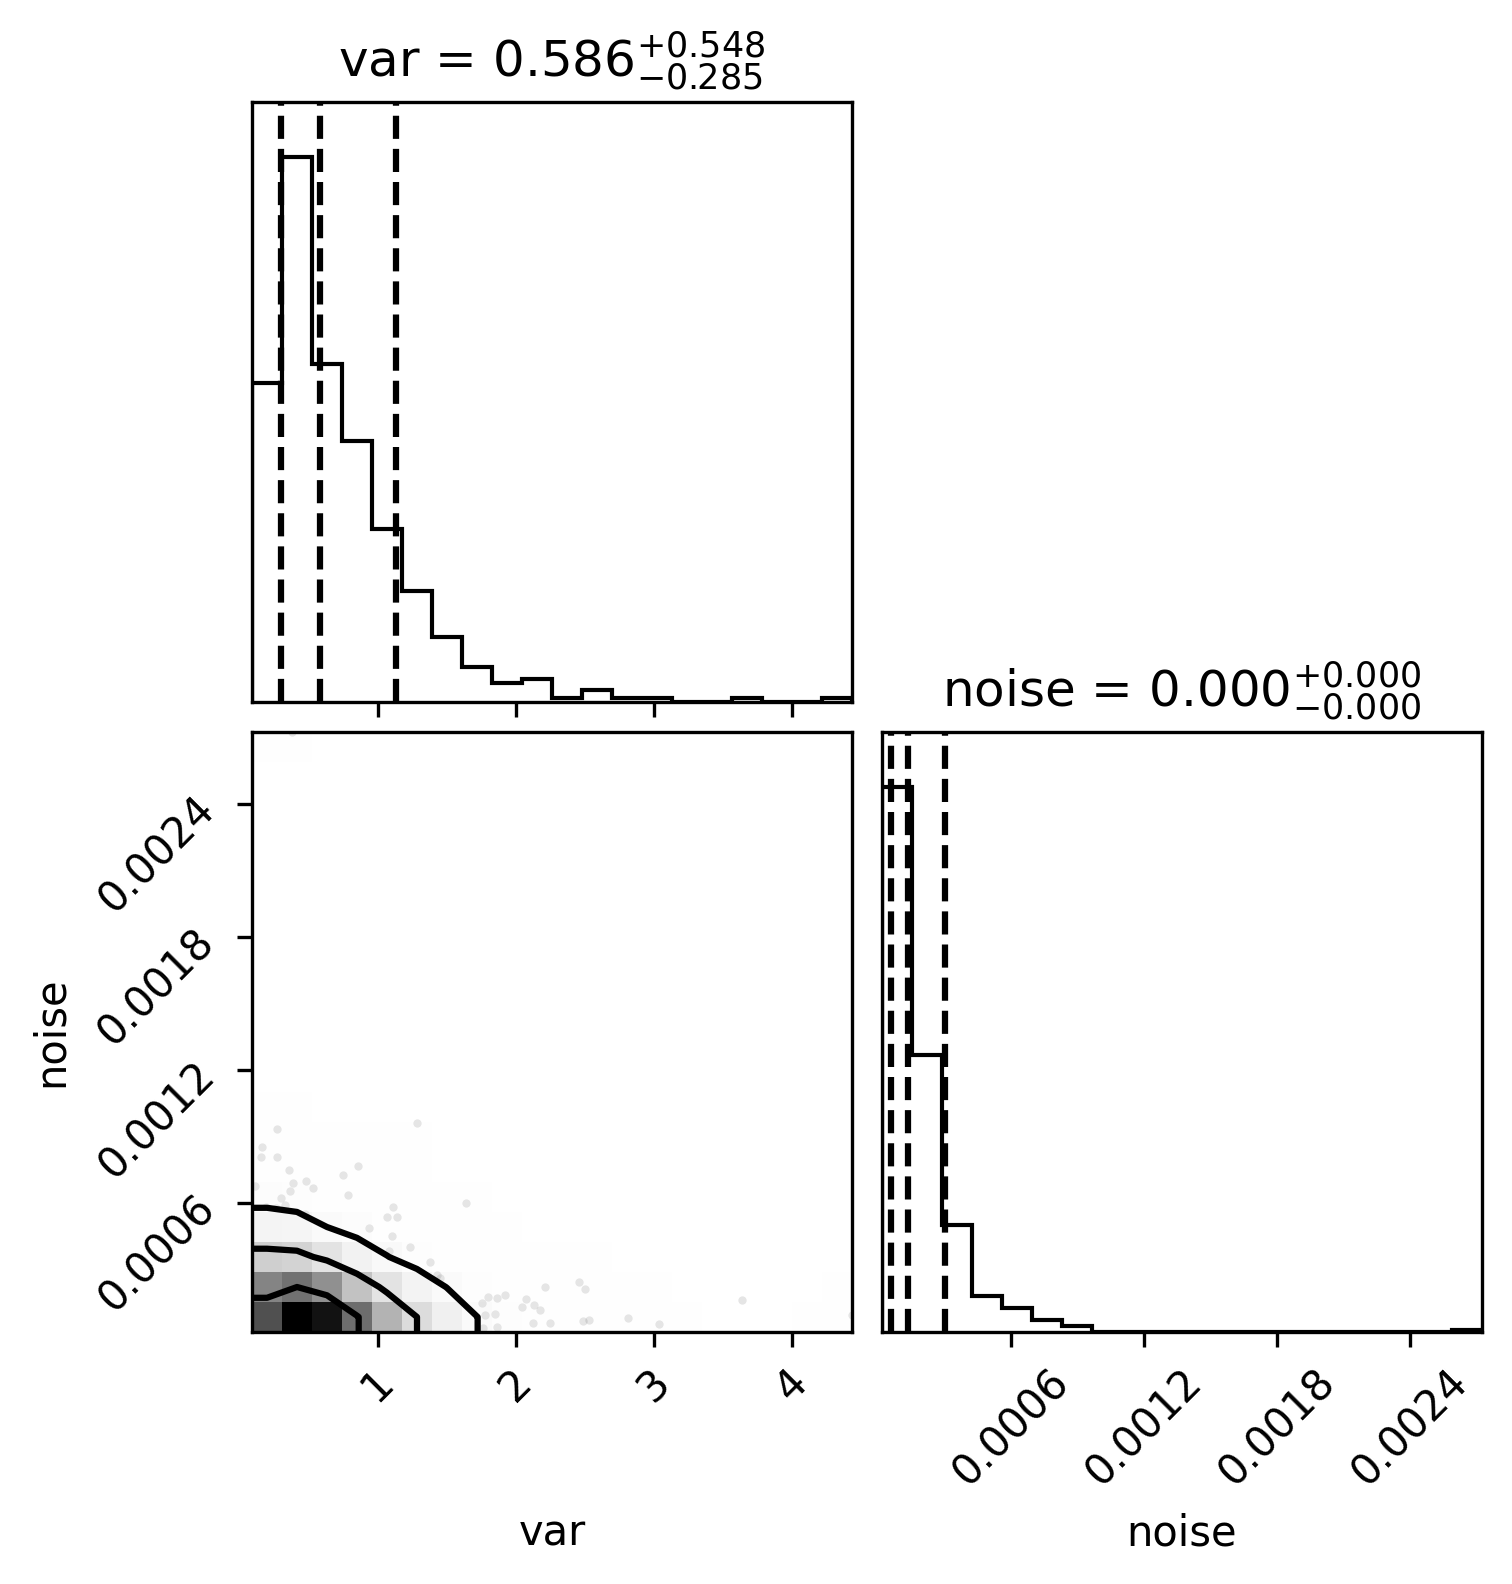 var = 0.586+0.548 −0.285
noise = 0.000+0.000 −0.000
noise
0.0024
0.0018
0.0012
0.0006
1 2 3 4
var
0.0006 0.0012 0.0018 0.0024
noise